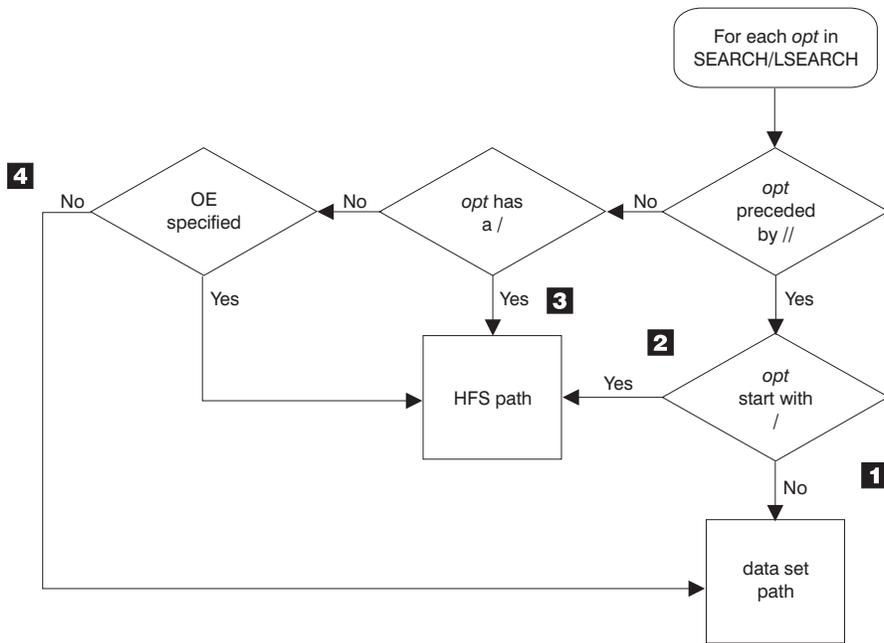 For each opt in
SEARCH/LSEARCH
4
No
OE
specified
No
opt has
a /
No
opt
preceded
by //
Yes
Yes
3
Yes
2
HFS path
Yes
opt
start with
/
1
No
data set
path